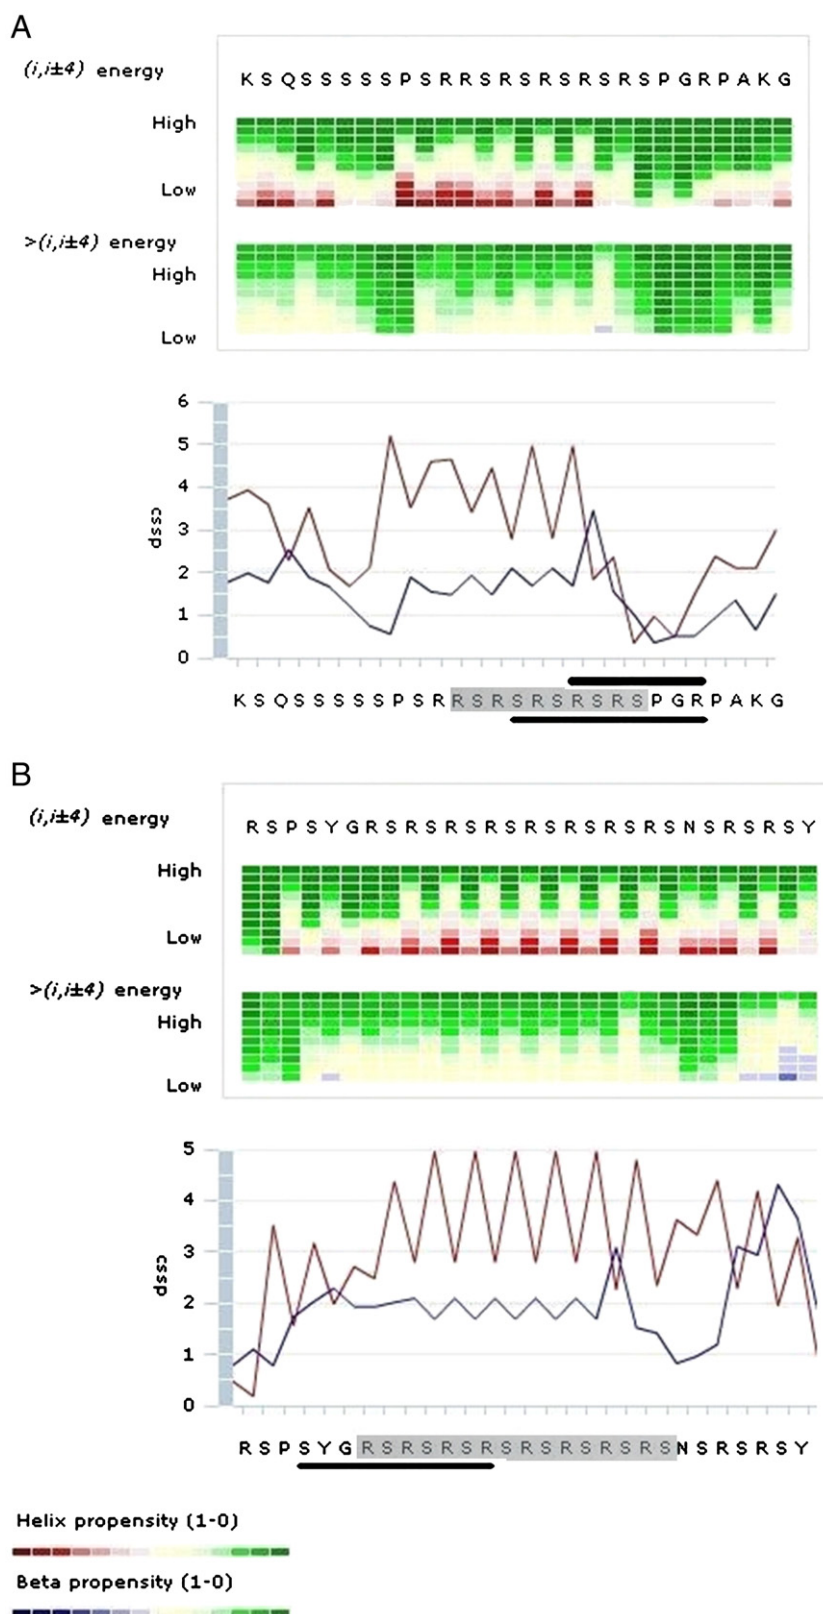 A
(i,i±4) energy
K S Q S S S S S P S R R S R S R S R S R S P G R P A K G
High
Low
>(i,i±4) energy
High
Low
6
5
4
3
2
1
0
cssp
K S Q S S S S S P S R R S R S R S R S R S P G R P A K G
B
(i,i±4) energy
R S P S Y G R S R S R S R S R S R S R S R S N S R S R S Y
High
Low
>(i,i±4) energy
High
Low
5
4
3
2
1
0
cssp
R S P S Y G R S R S R S R S R S R S R S R S N S R S R S Y
Helix propensity (1-0)
Beta propensity (1-0)